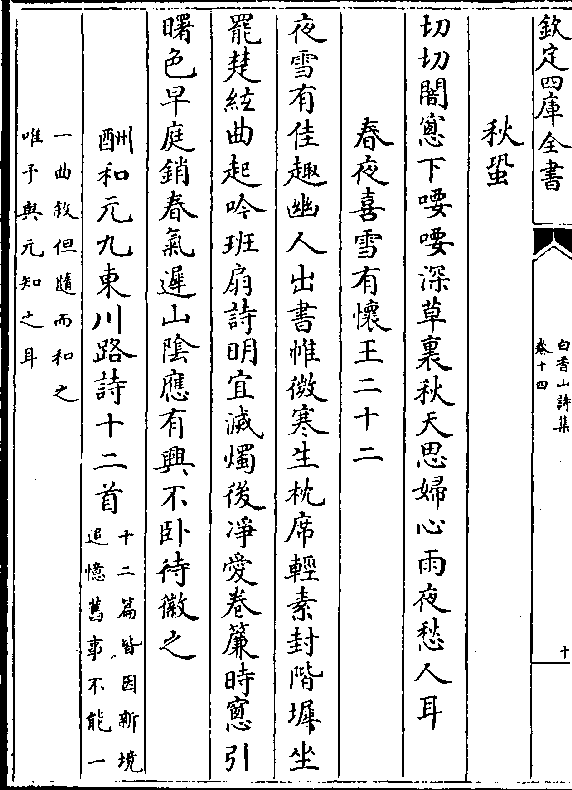 欽定四庫全書
白香山詩集
卷十四
十
秋蛩
切切闇窻下喓喓深草裏秋天思婦心雨夜愁人耳
春夜喜雪有懷王二十二
夜雪有佳趣幽人出書帷微寒生枕席輕素封階墀坐
罷楚絃曲起吟班扇詩明宜滅燭後凈愛卷簾時窻引
曙色早庭銷春氣遲山陰應有興不卧待徽之
酬和元九東川路詩十二首
十二篇皆因新境
追憶舊事不能一
一曲敘但隨而和之
唯予與元知之耳